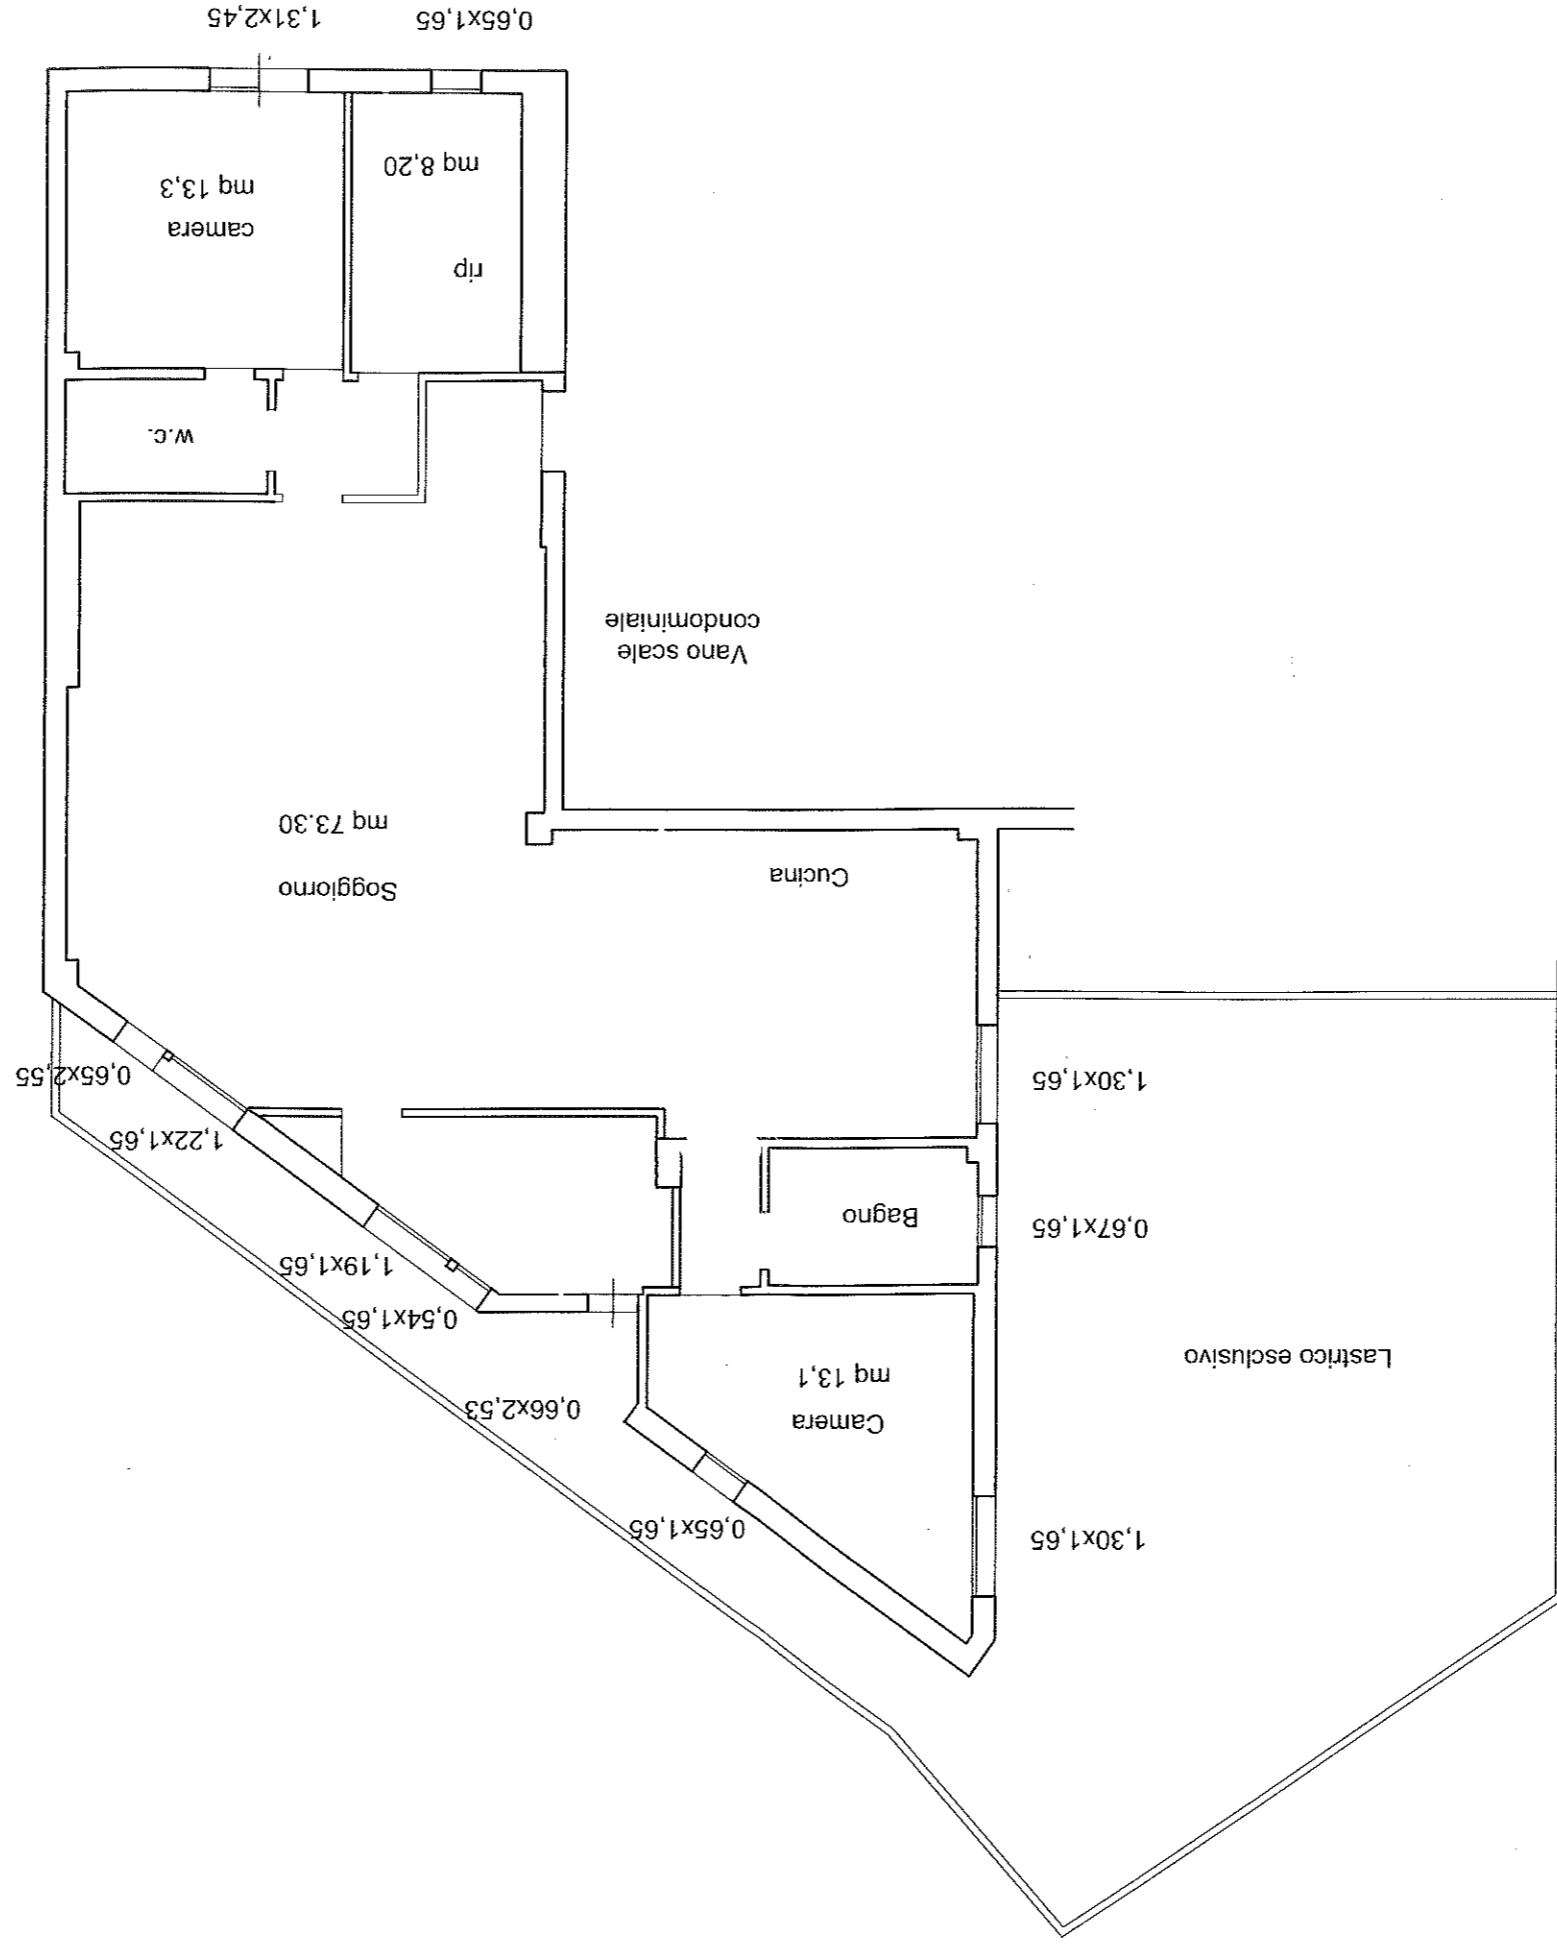 1,30x1,65
0,65x1,65
Lastrico esclusivo
Camera
mq 13,1
0,66x2,53
0,54x1,65
1,19x1,65
0,67x1,65
Bagno
1,22x1,65
1,30x1,65
0,65x2,55
Cucina
Soggiorno
mq 73.30
Vano scale
condominiale
w.c.
rip
mq 8,20
camera
mq 13,3
0,65x1,65
1,31x2,45